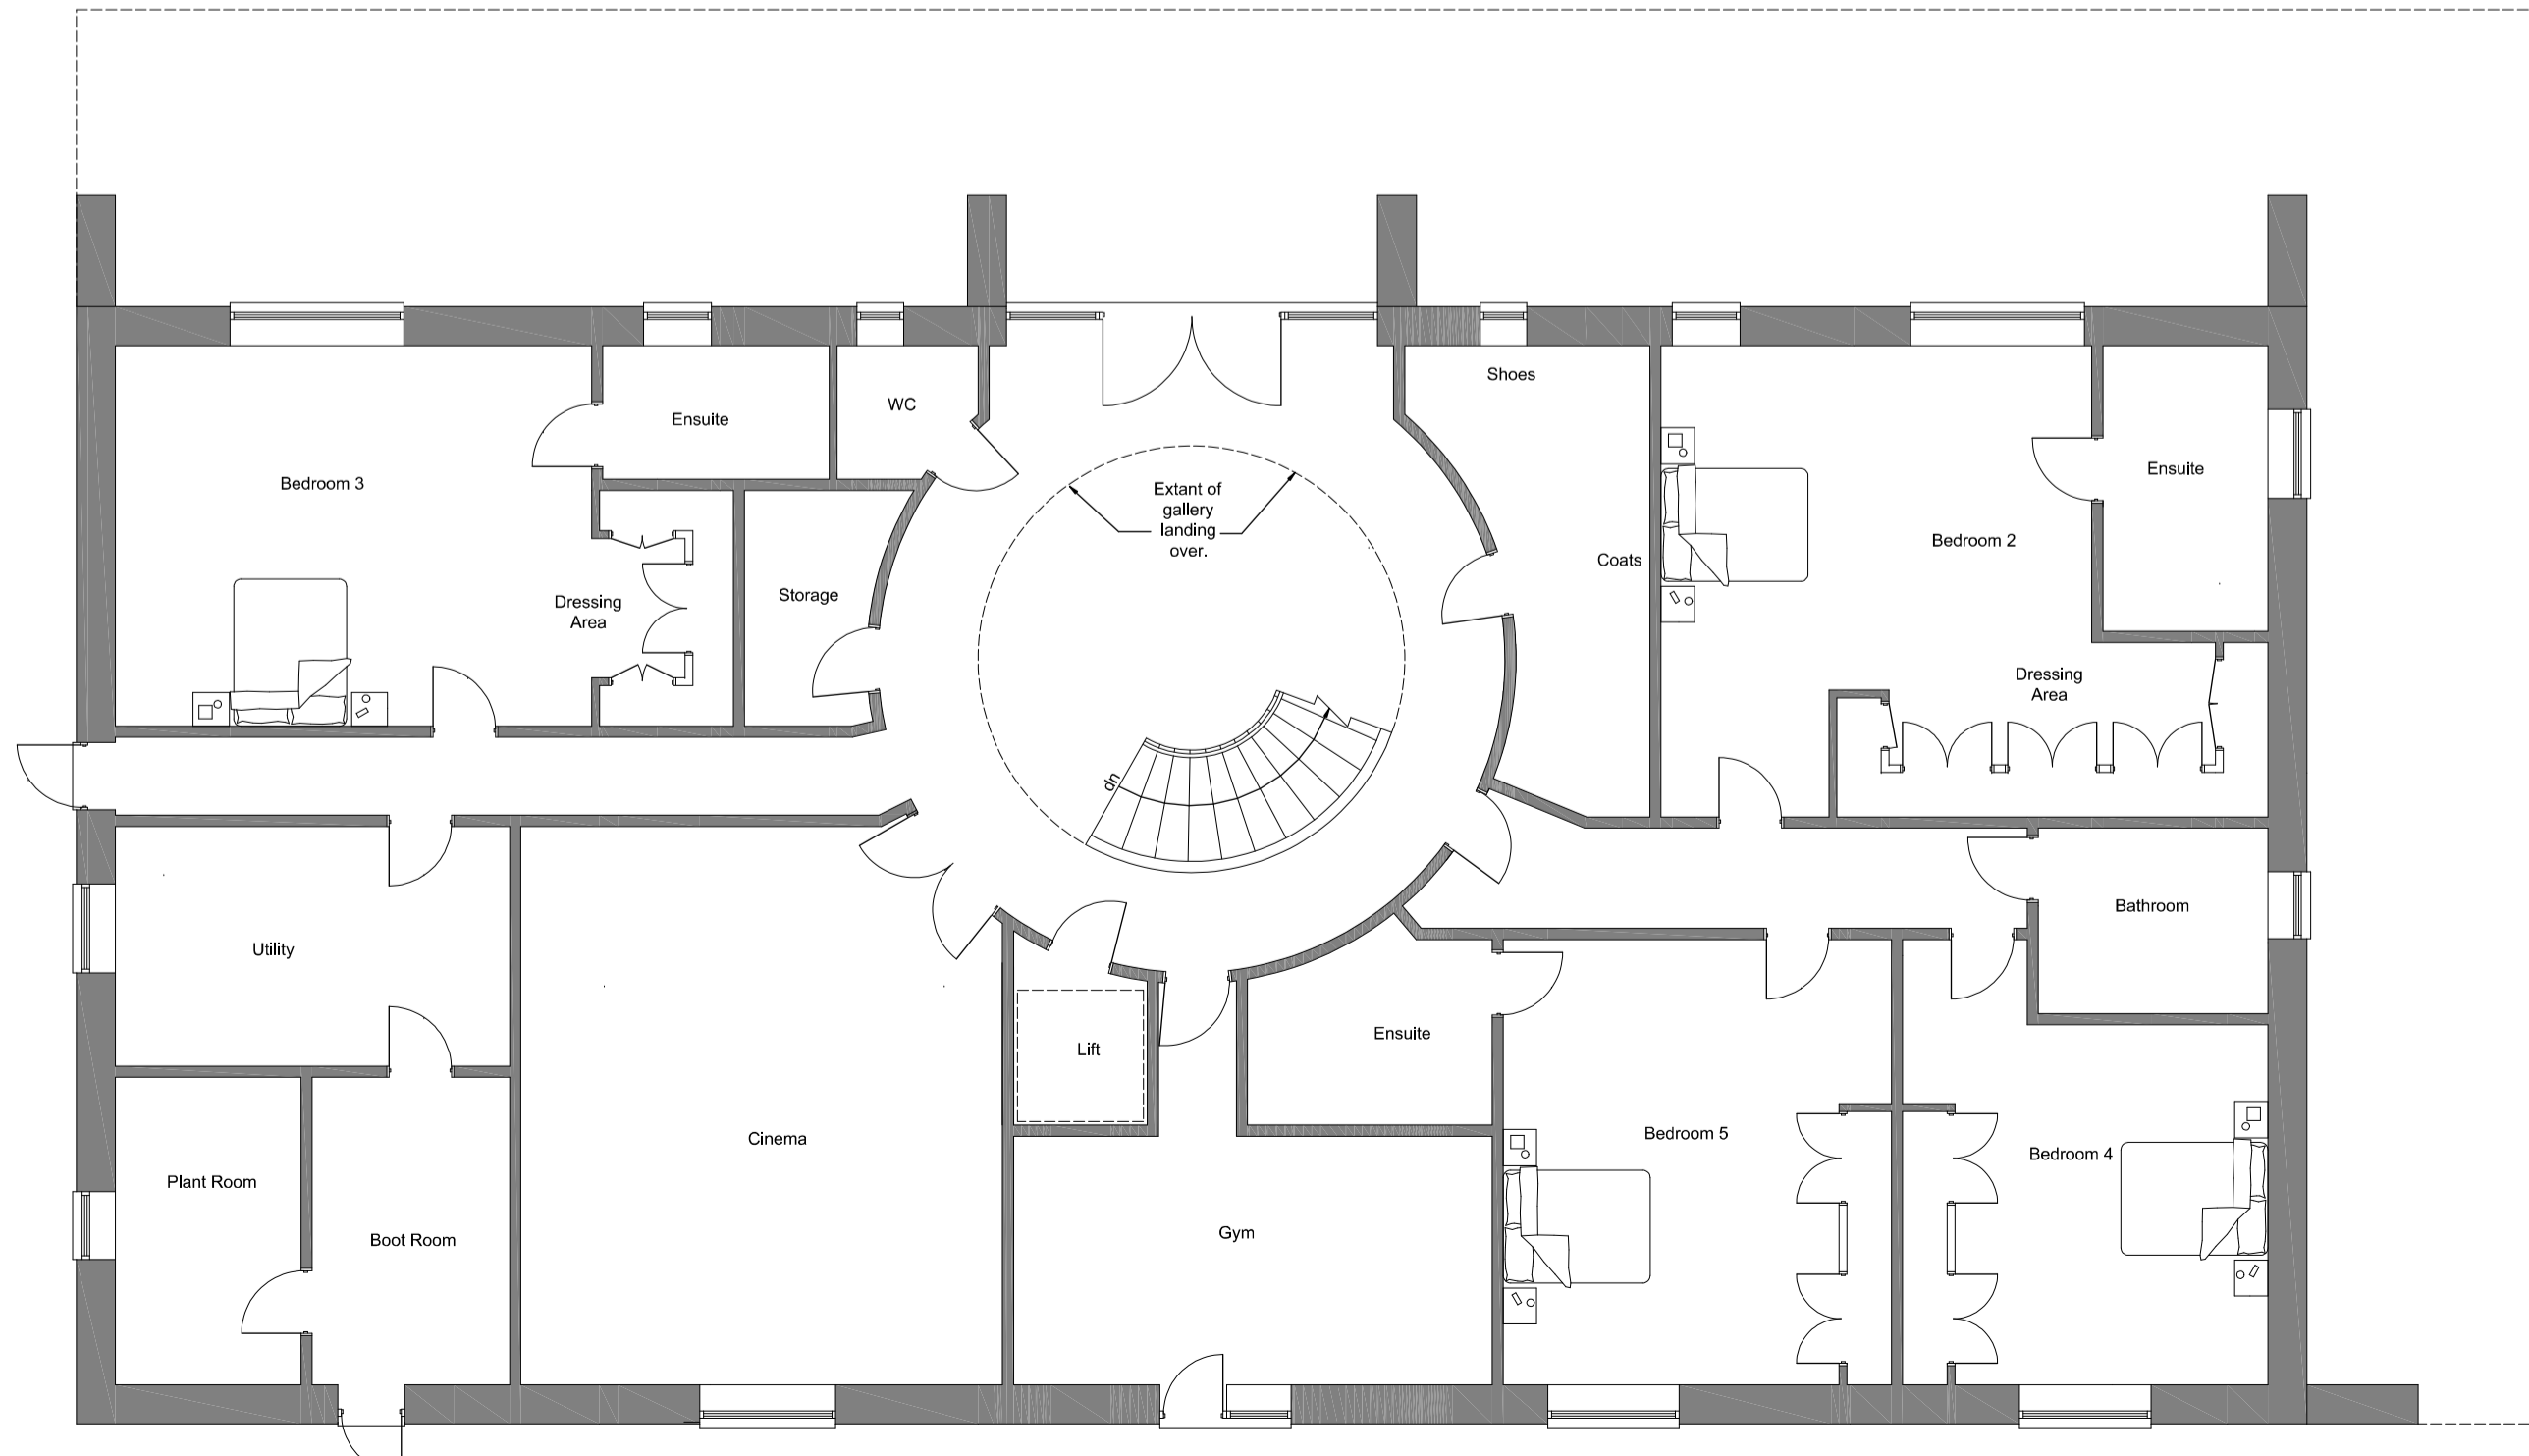 Shoes
WC
Ensuite
Ensuite
Bedroom 3
Extant of
gallery
landing
over.
Bedroom 2
Coats
Storage
Dressing
Area
Dressing
Area
dn
Bathroom
Utility
Ensuite
Lift
Cinema
Bedroom 5
Bedroom 4
Plant Room
Gym
Boot Room